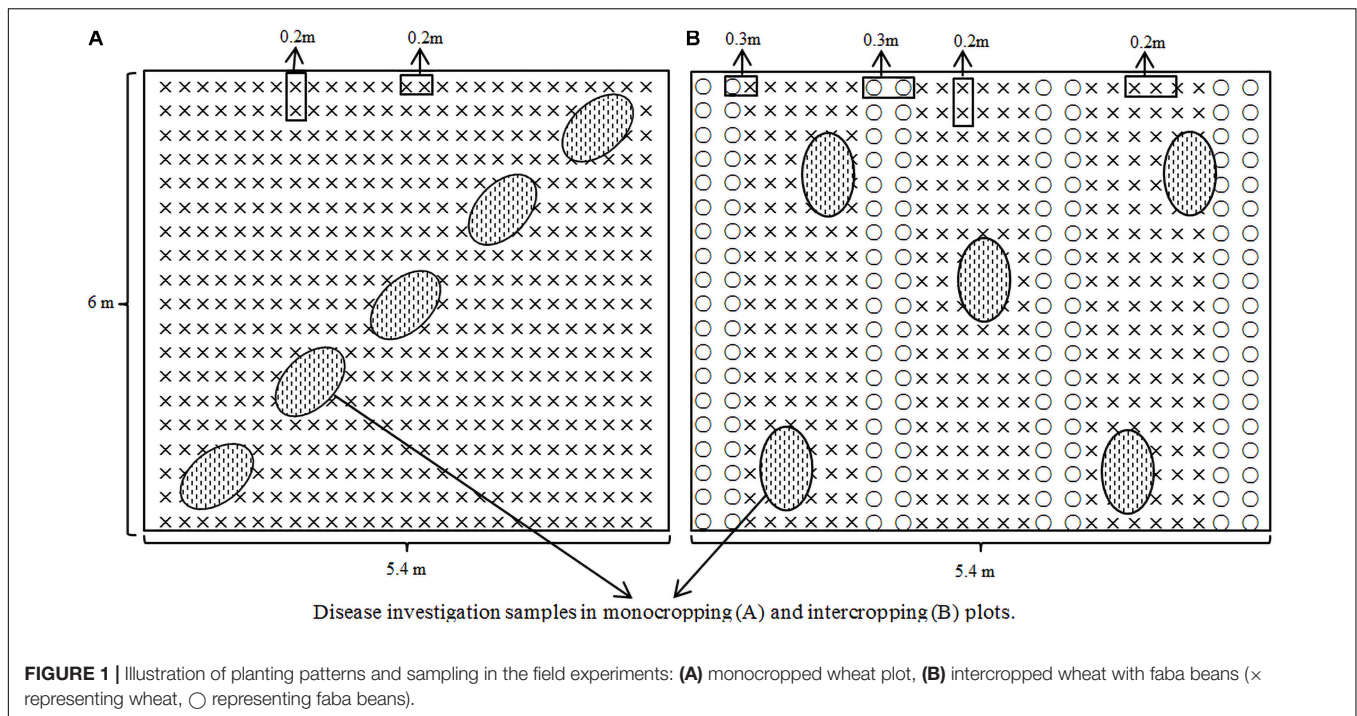 A 0.2m 0.2m B 0.3m 0.3m 0.2m 0.2m
6 m
5.4 m 5.4 m
Disease investigation samples in monocropping (A) and intercropping (B) plots.
FIGURE 1 | Illustration of planting patterns and sampling in the field experiments: (A) monocropped wheat plot, (B) intercropped wheat with faba beans (×
representing wheat, ○ representing faba beans).